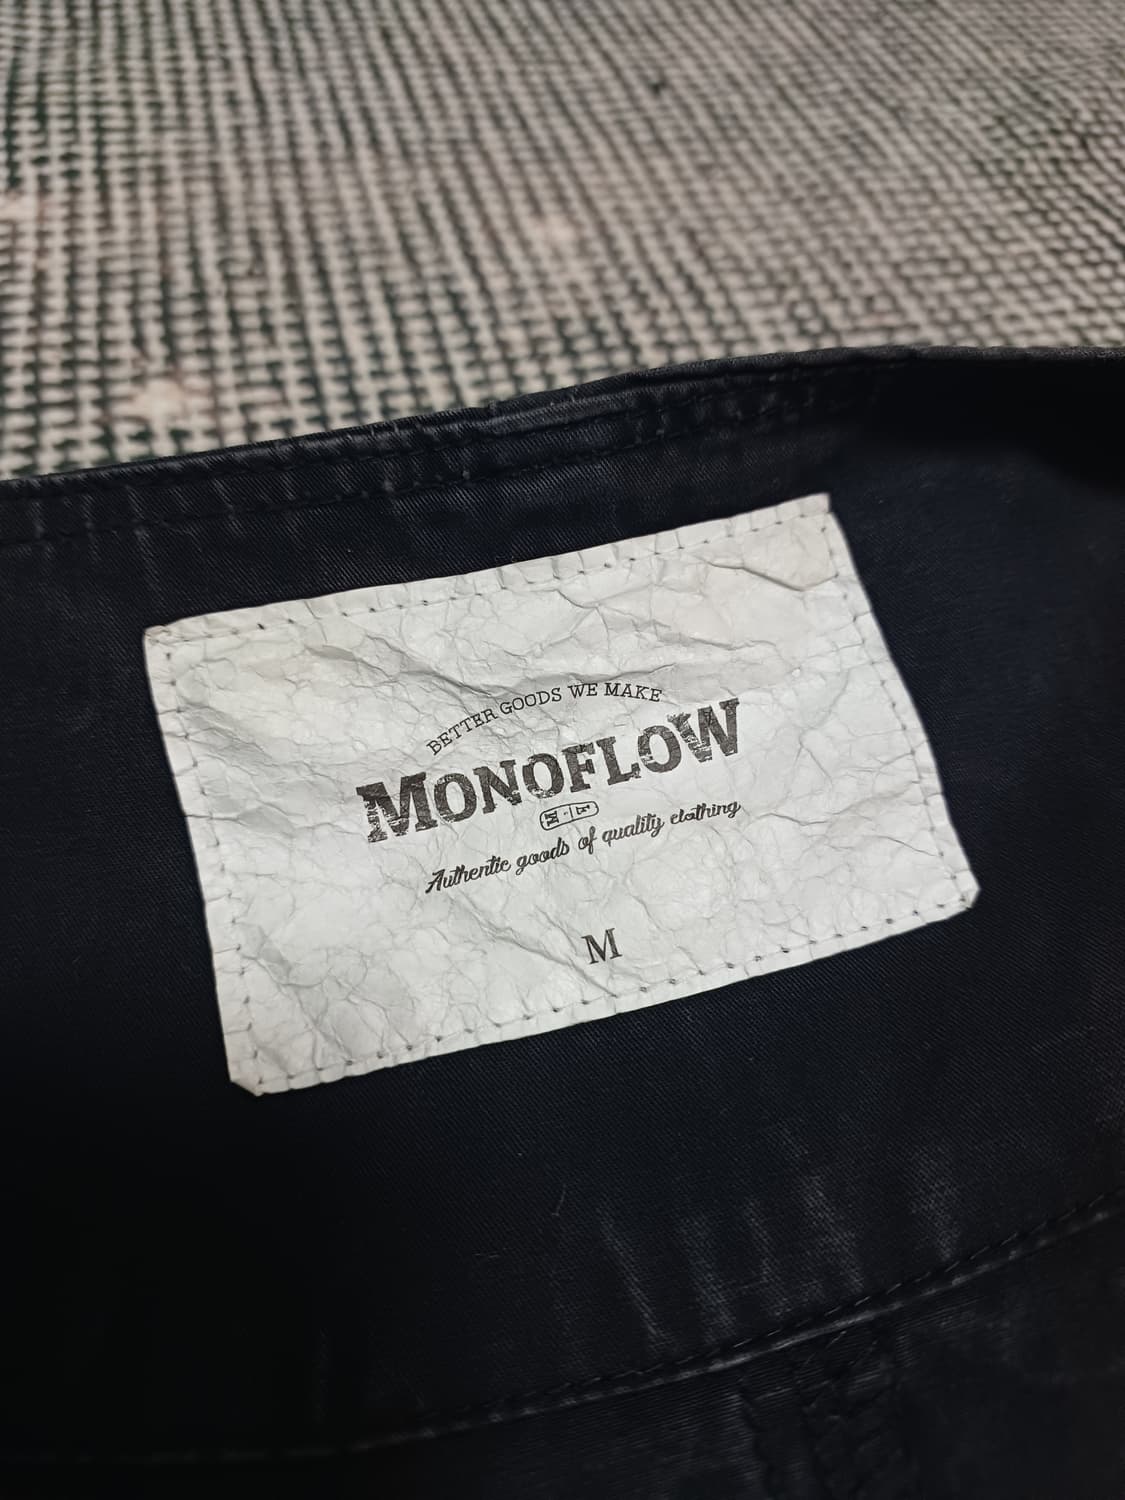 BETTER GOODS WE MAKE
MONOFLOW
Authentic goods of quality clothing
M